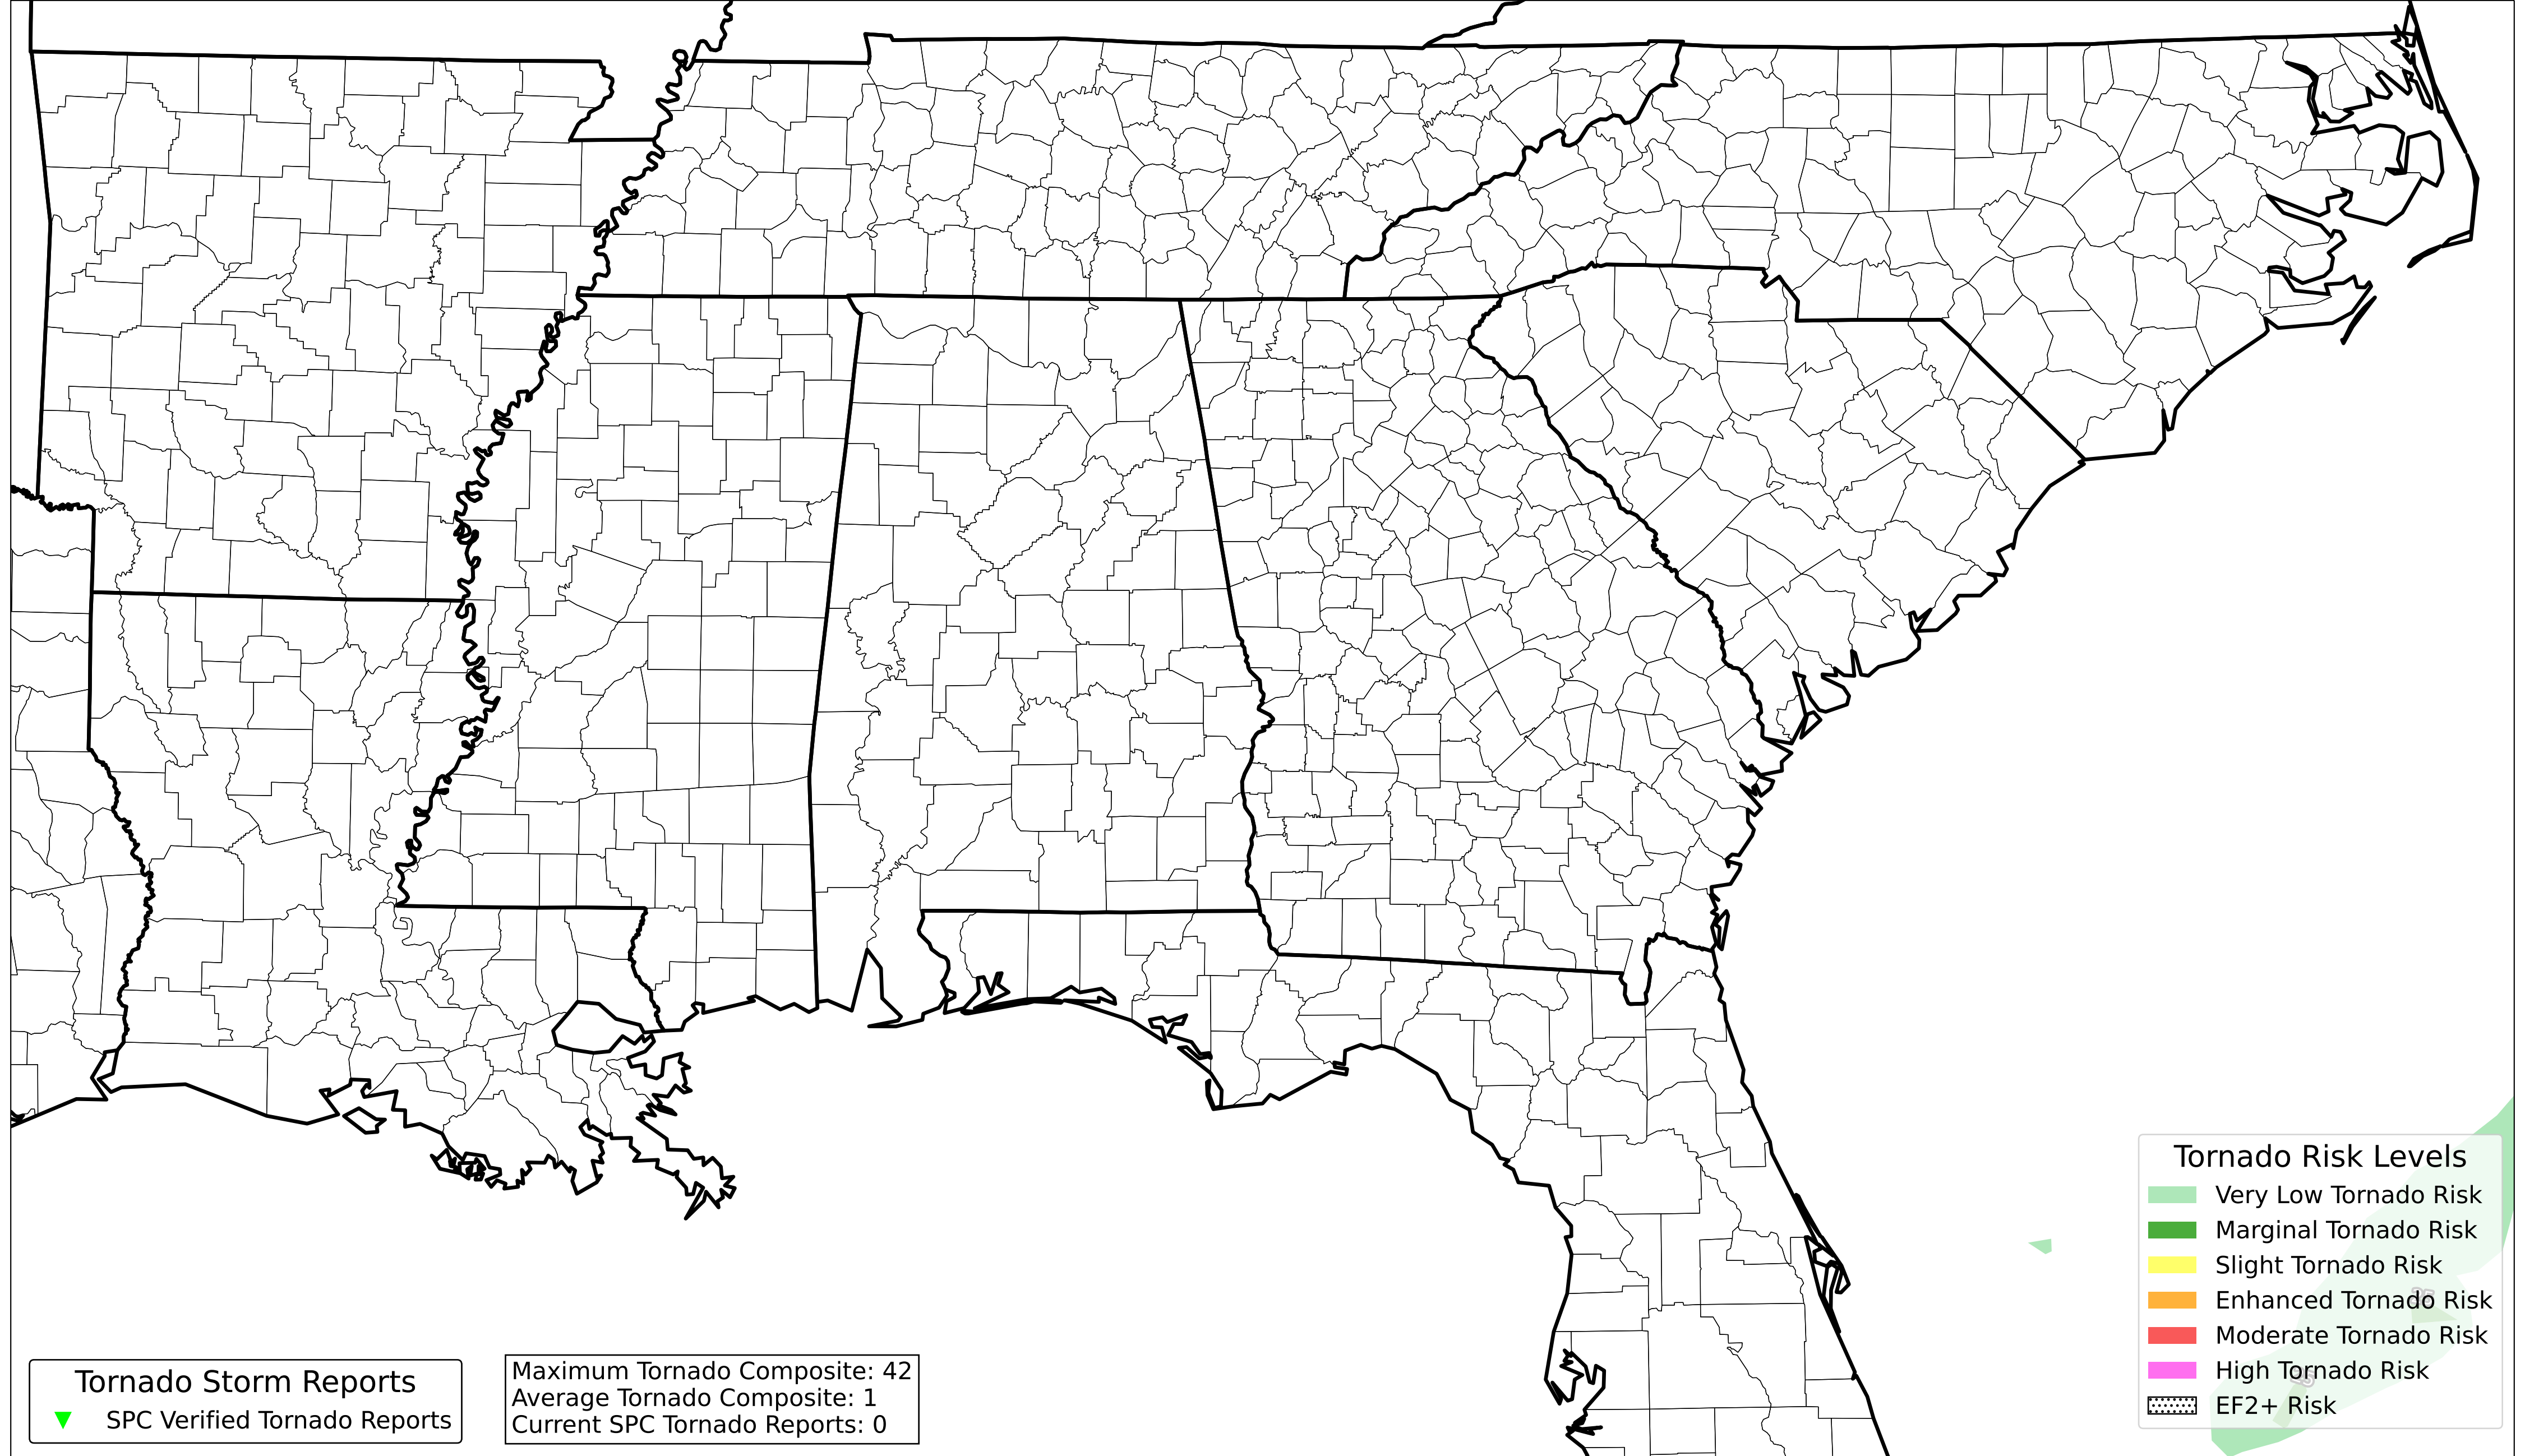 Tornado Risk Levels
Very Low Tornado Risk
Marginal Tornado Risk
Slight Tornado Risk
Enhanced Tornado Risk
Moderate Tornado Risk
High Tornado Risk
EF2+ Risk
Tornado Storm Reports
SPC Verified Tornado Reports
Maximum Tornado Composite: 42
Average Tornado Composite: 1
Current SPC Tornado Reports: 0